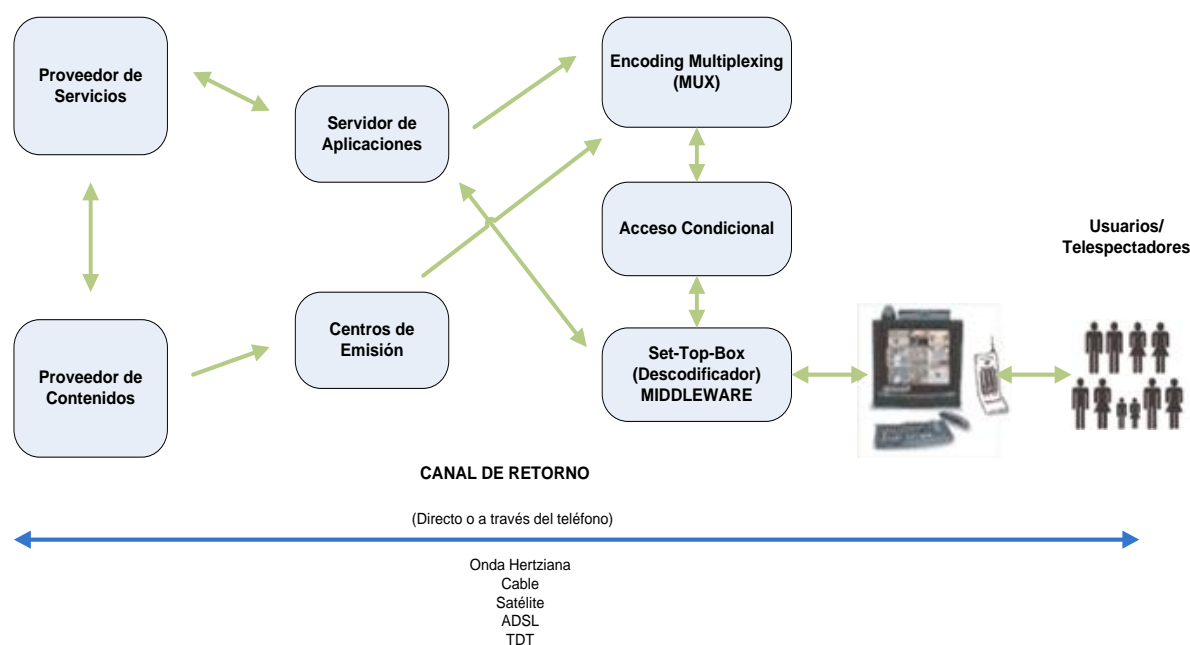 Proveedor de
Servicios
Servidor de
Aplicaciones
Encoding Multiplexing
(MUX)
Acceso Condicional
Usuarios/
Telespectadores
Proveedor de
Contenidos
Centros de
Emisión
Set-Top-Box
(Descodificador)
MIDDLEWARE
CANAL DE RETORNO
(Directo o a través del teléfono)
Onda Hertziana
Cable
Satélite
ADSL
TDT